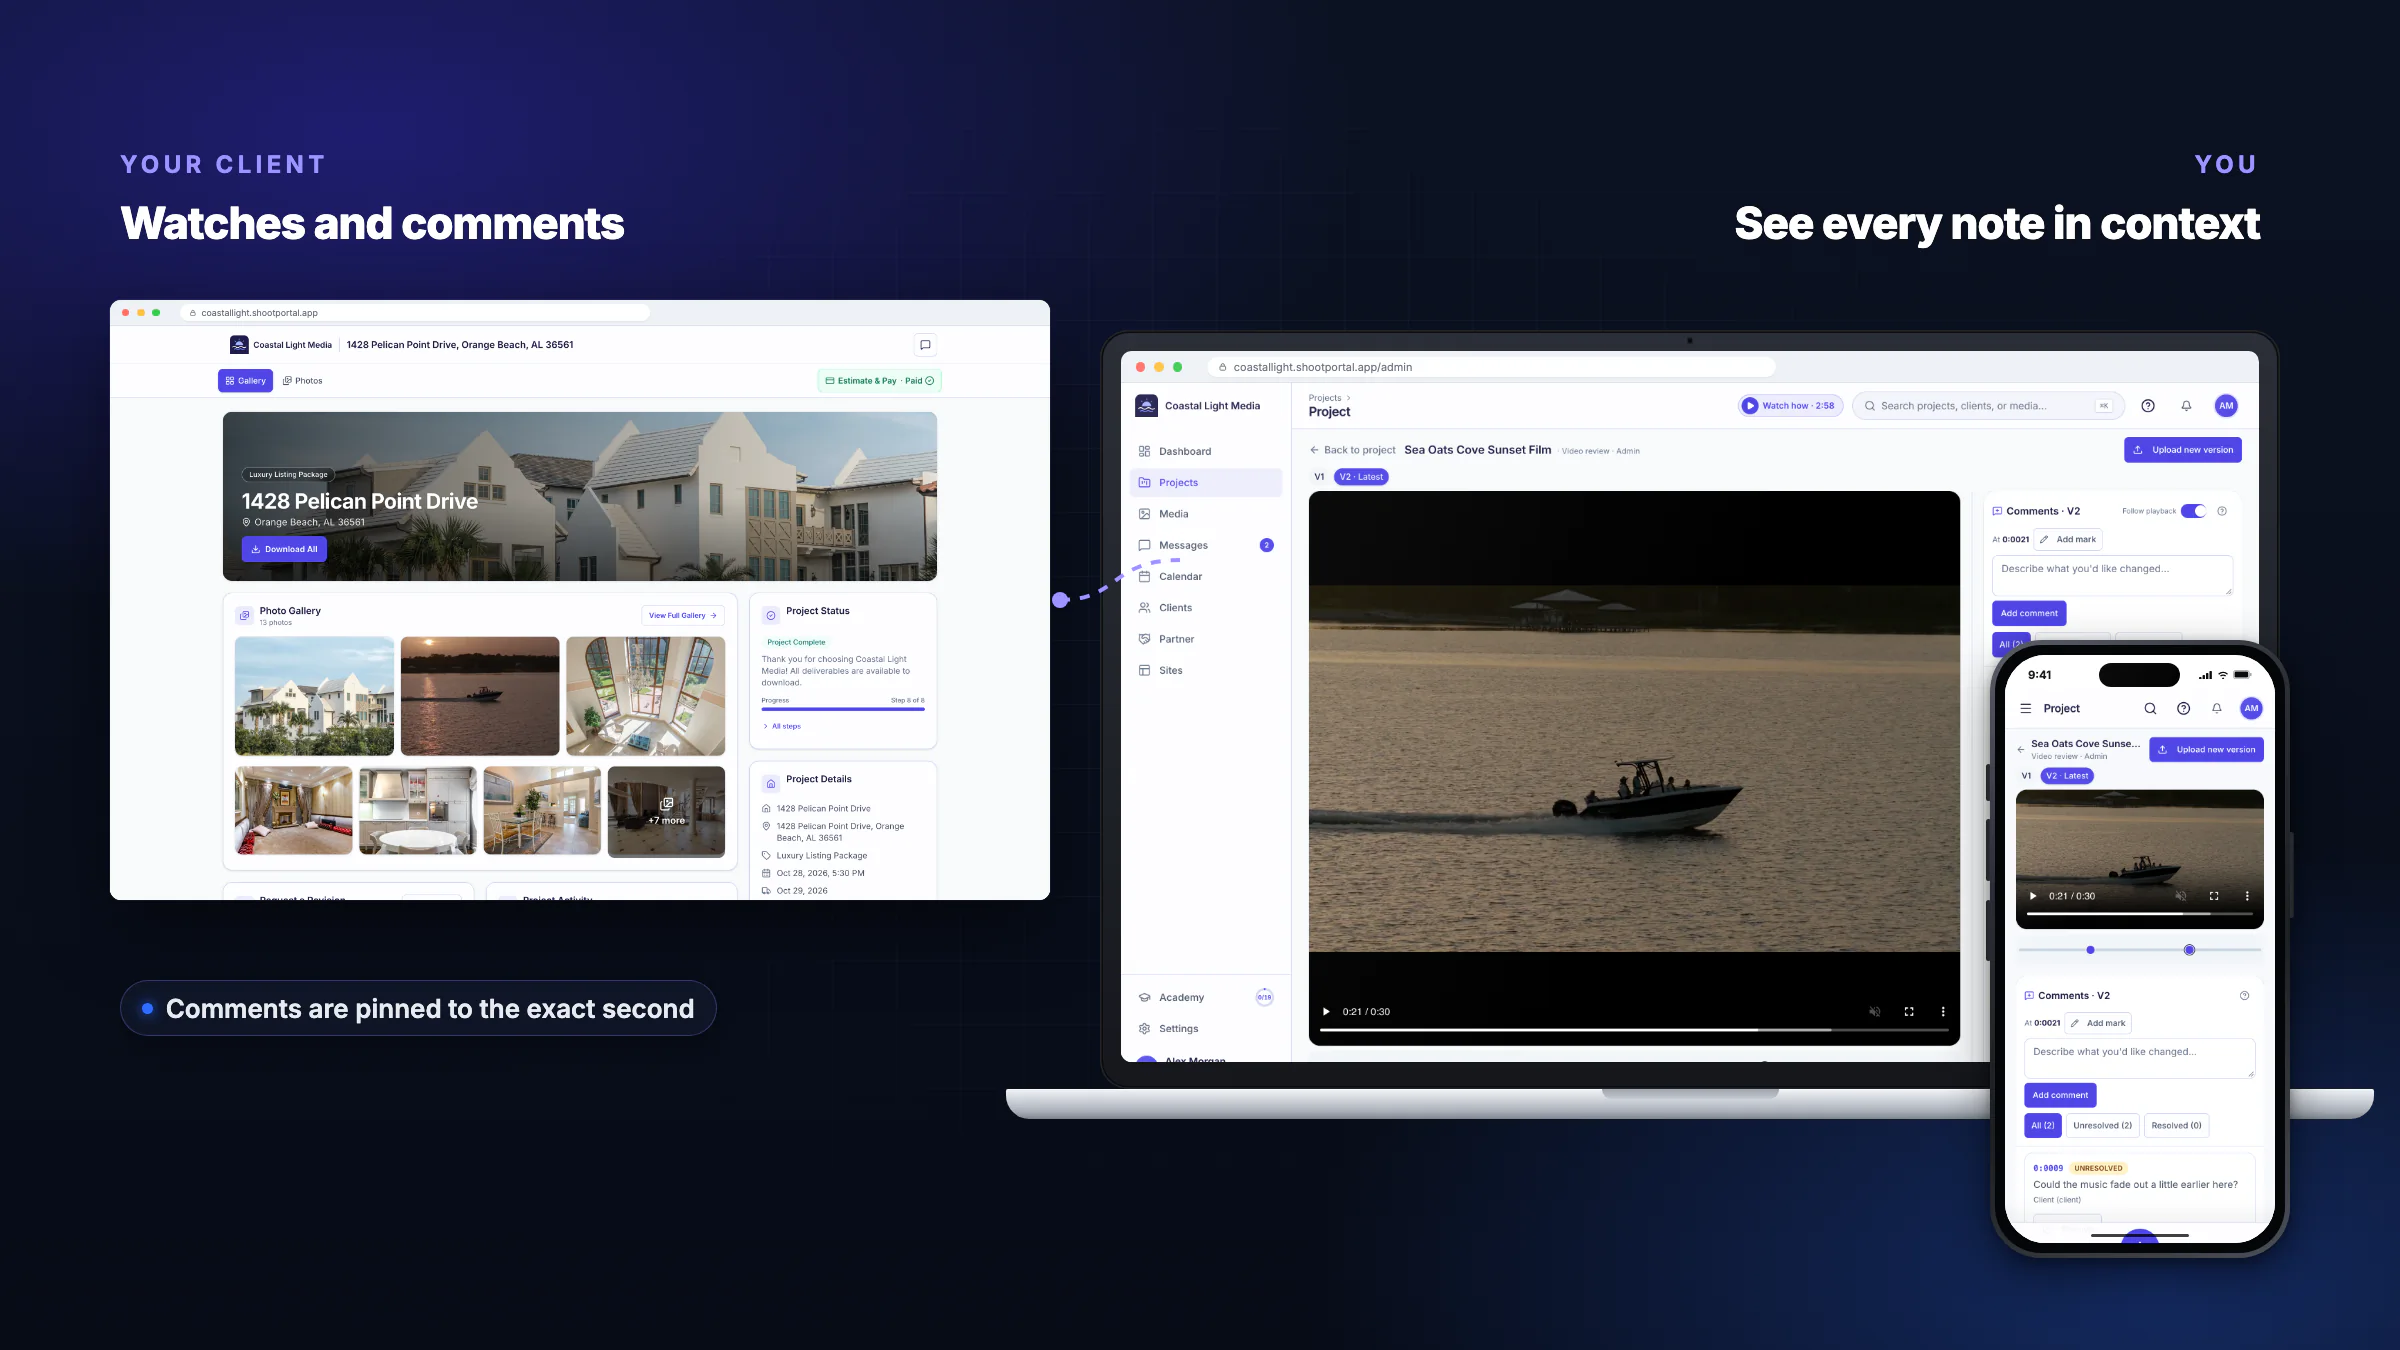 YOUR CLIENT
Watches and comments
YOU
See every note in context
coastallight.shootportal.app
Coastal Light Media
1428 Pelican Point Drive, Orange Beach, AL 36561
Gallery
Photos
Estimate & Pay · Paid
Luxury Listing Package
1428 Pelican Point Drive
Orange Beach, AL 36561
Download All
Photo Gallery
13 photos
View Full Gallery
+7 more
Project Status
Project Complete
Thank you for choosing Coastal Light
Media! All deliverables are available to
download.
Progress
Step 8 of 8
All steps
Project Details
1428 Pelican Point Drive
1428 Pelican Point Drive, Orange
Beach, AL 36561
Luxury Listing Package
Oct 28, 2026, 5:30 PM
Oct 29, 2026
Request a Revision
Project Activity
Comments are pinned to the exact second
coastallight.shootportal.app/admin
Coastal Light Media
Dashboard
Projects
Media
Messages
2
Calendar
Clients
Partner
Sites
Academy
0/19
Settings
Alex Morgan
Projects
Project
Watch how · 2:58
Search projects, clients, or media...
⌘K
AM
Back to project
Sea Oats Cove Sunset Film
· Video review · Admin
Upload new version
V1
V2 · Latest
0:21 / 0:30
Comments · V2
Follow playback
At 0:0021
Add mark
Describe what you'd like changed...
Add comment
All (2)
9:41
Project
AM
Sea Oats Cove Sunse...
Video review · Admin
Upload new version
V1
V2 · Latest
0:21 / 0:30
Comments · V2
At 0:0021
Add mark
Describe what you'd like changed...
Add comment
All (2)
Unresolved (2)
Resolved (0)
0:0009
UNRESOLVED
Could the music fade out a little earlier here?
Client (client)